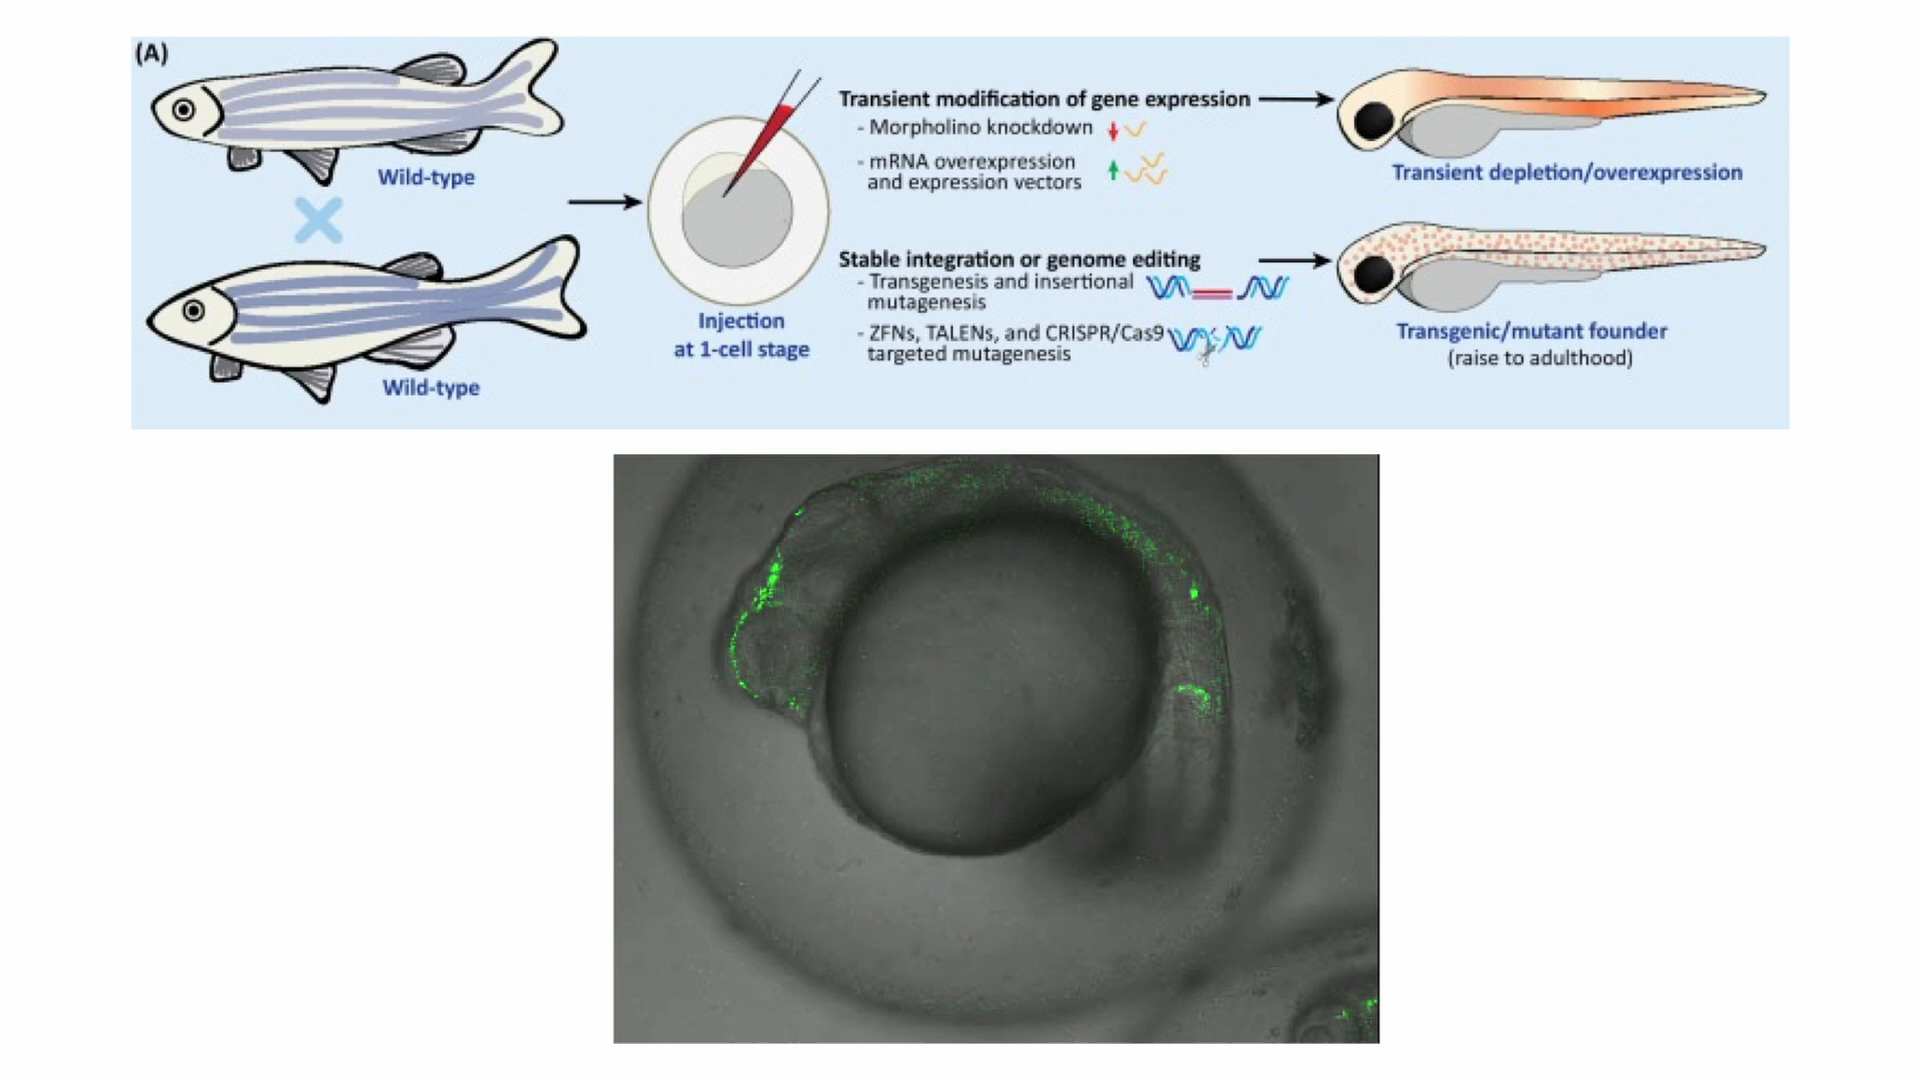 (A)
Wild-type
Wild-type
Injection
at 1-cell stage
Transient modification of gene expression
- Morpholino knockdown
- mRNA overexpression
and expression vectors
Transient depletion/overexpression
Stable integration or genome editing
- Transgenesis and insertional
mutagenesis
- ZFNs, TALENs, and CRISPR/Cas9
targeted mutagenesis
Transgenic/mutant founder
(raise to adulthood)